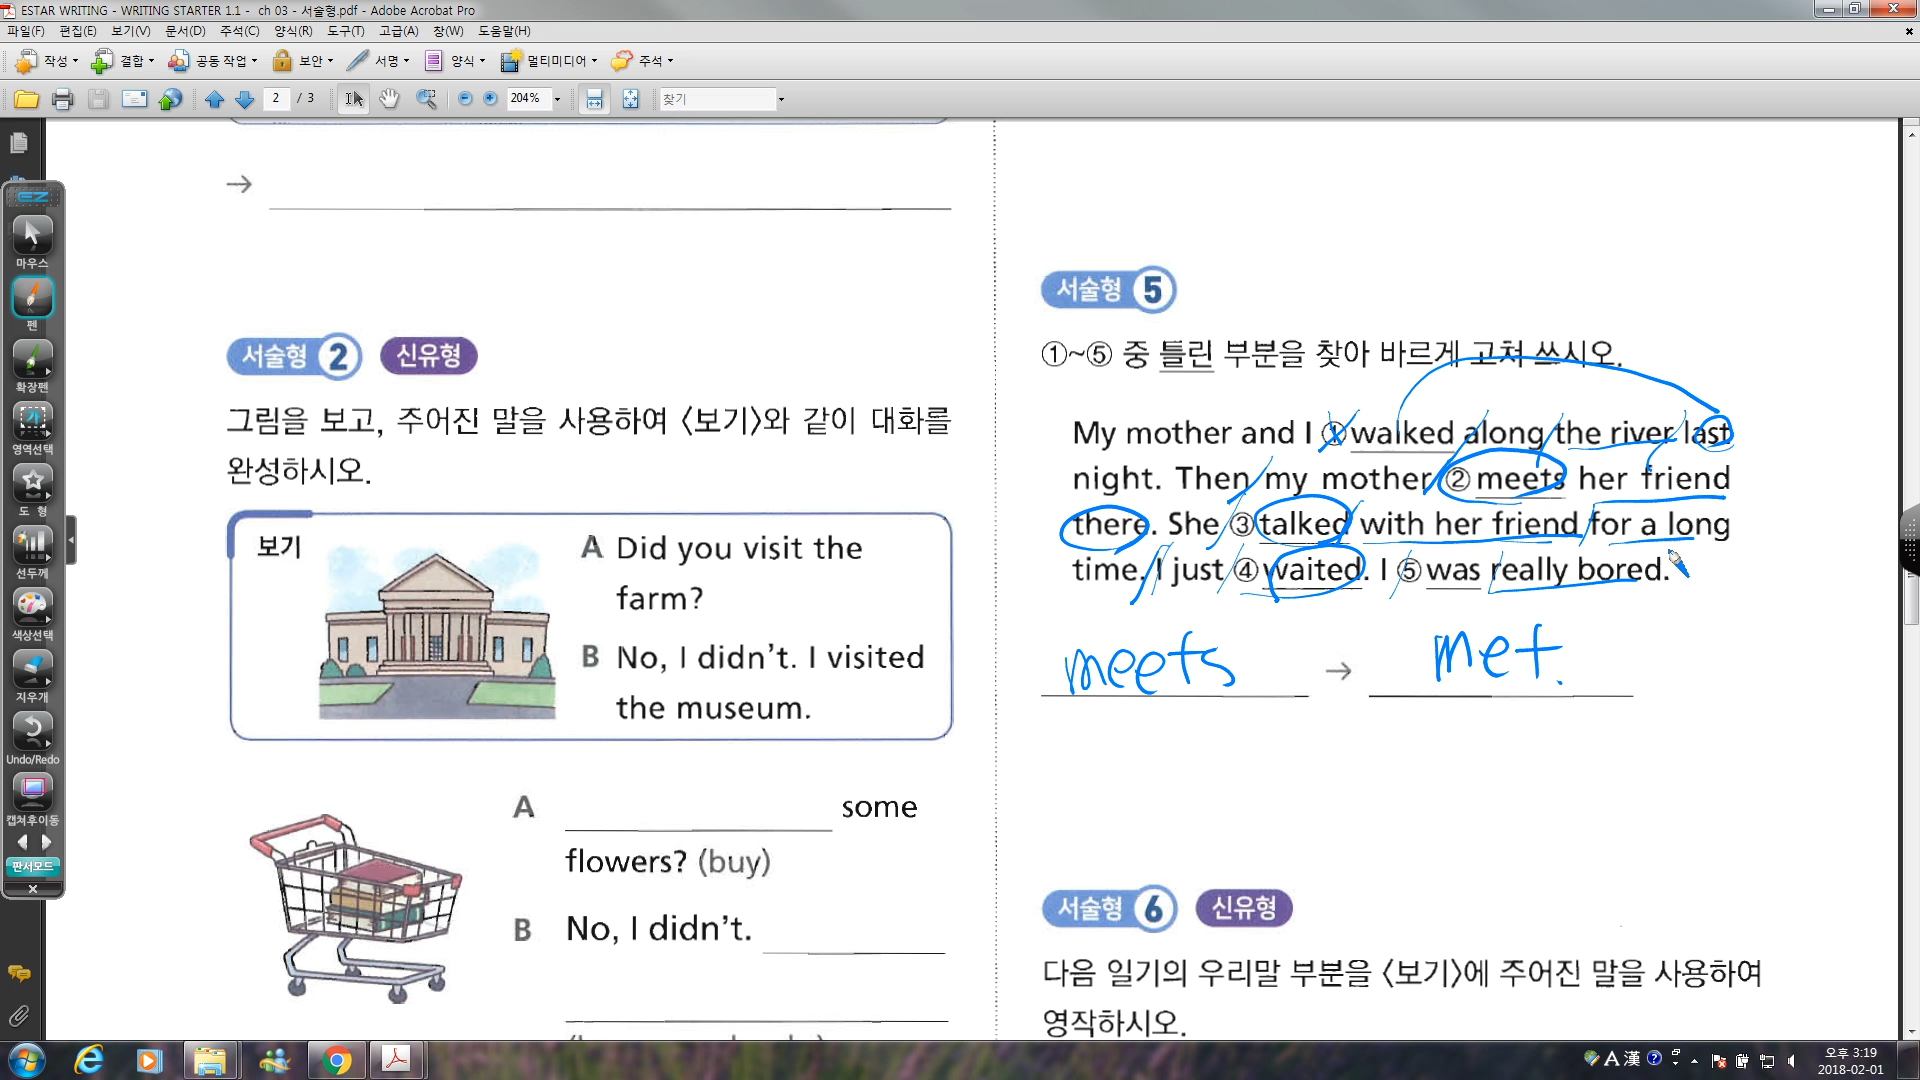 ESTAR WRITING - WRITING STARTER 1.1 - ch 03 - 서술형.pdf - Adobe Acrobat Pro
파일(F) 편집(E) 보기(V) 문서(D) 주석(C) 양식(R) 도구(T) 고급(A) 창(W) 도움말(H)
작성 결합 공동 작업 보안 서명 양식 멀티미디어 주석
2 / 3 204% 찾기
EZ
마우스
펜
확장펜
영역선택
도 형
선두께
색상선택
지우개
Undo/Redo
캡쳐후이동
판서모드
→
서술형 2 신유형
그림을 보고, 주어진 말을 사용하여 〈보기〉와 같이 대화를
완성하시오.
보기
A Did you visit the
farm?
B No, I didn't. I visited
the museum.
A some
flowers? (buy)
B No, I didn't.
서술형 5
①~⑤ 중 틀린 부분을 찾아 바르게 고쳐 쓰시오.
My mother and I ① walked along the river last
night. Then my mother ② meets her friend
there. She ③ talked with her friend for a long
time. I just ④ waited. I ⑤ was really bored.
meets → met.
서술형 6 신유형
다음 일기의 우리말 부분을 〈보기〉에 주어진 말을 사용하여
영작하시오.
A 漢
오후 3:19
2018-02-01